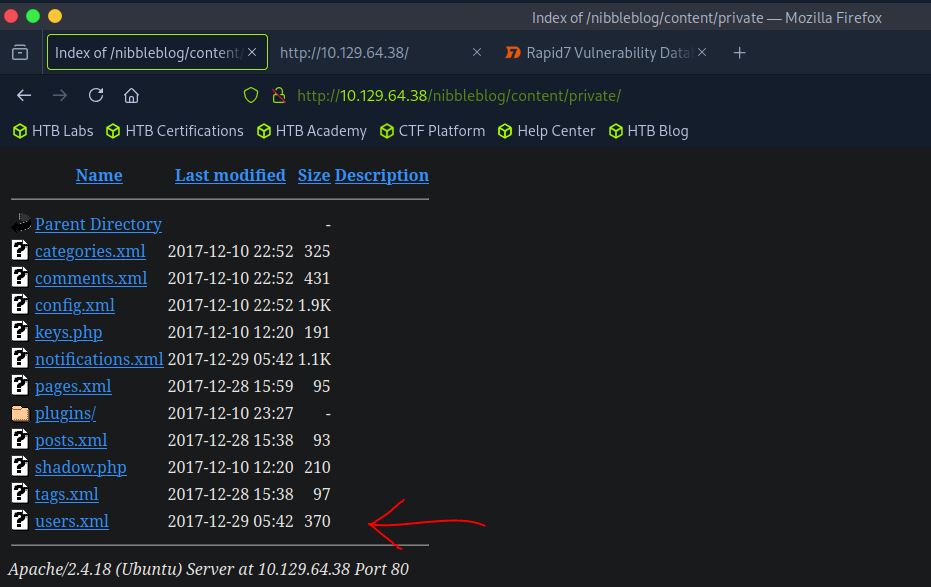 Index of /nibbleblog/content/private — Mozilla Firefox
Index of /nibbleblog/content/ http://10.129.64.38/ Rapid7 Vulnerability Data
http://10.129.64.38/nibbleblog/content/private/
HTB Labs HTB Certifications HTB Academy CTF Platform Help Center HTB Blog
Name Last modified Size Description
Parent Directory -
categories.xml 2017-12-10 22:52 325
comments.xml 2017-12-10 22:52 431
config.xml 2017-12-10 22:52 1.9K
keys.php 2017-12-10 12:20 191
notifications.xml 2017-12-29 05:42 1.1K
pages.xml 2017-12-28 15:59 95
plugins/ 2017-12-10 23:27 -
posts.xml 2017-12-28 15:38 93
shadow.php 2017-12-10 12:20 210
tags.xml 2017-12-28 15:38 97
users.xml 2017-12-29 05:42 370
Apache/2.4.18 (Ubuntu) Server at 10.129.64.38 Port 80